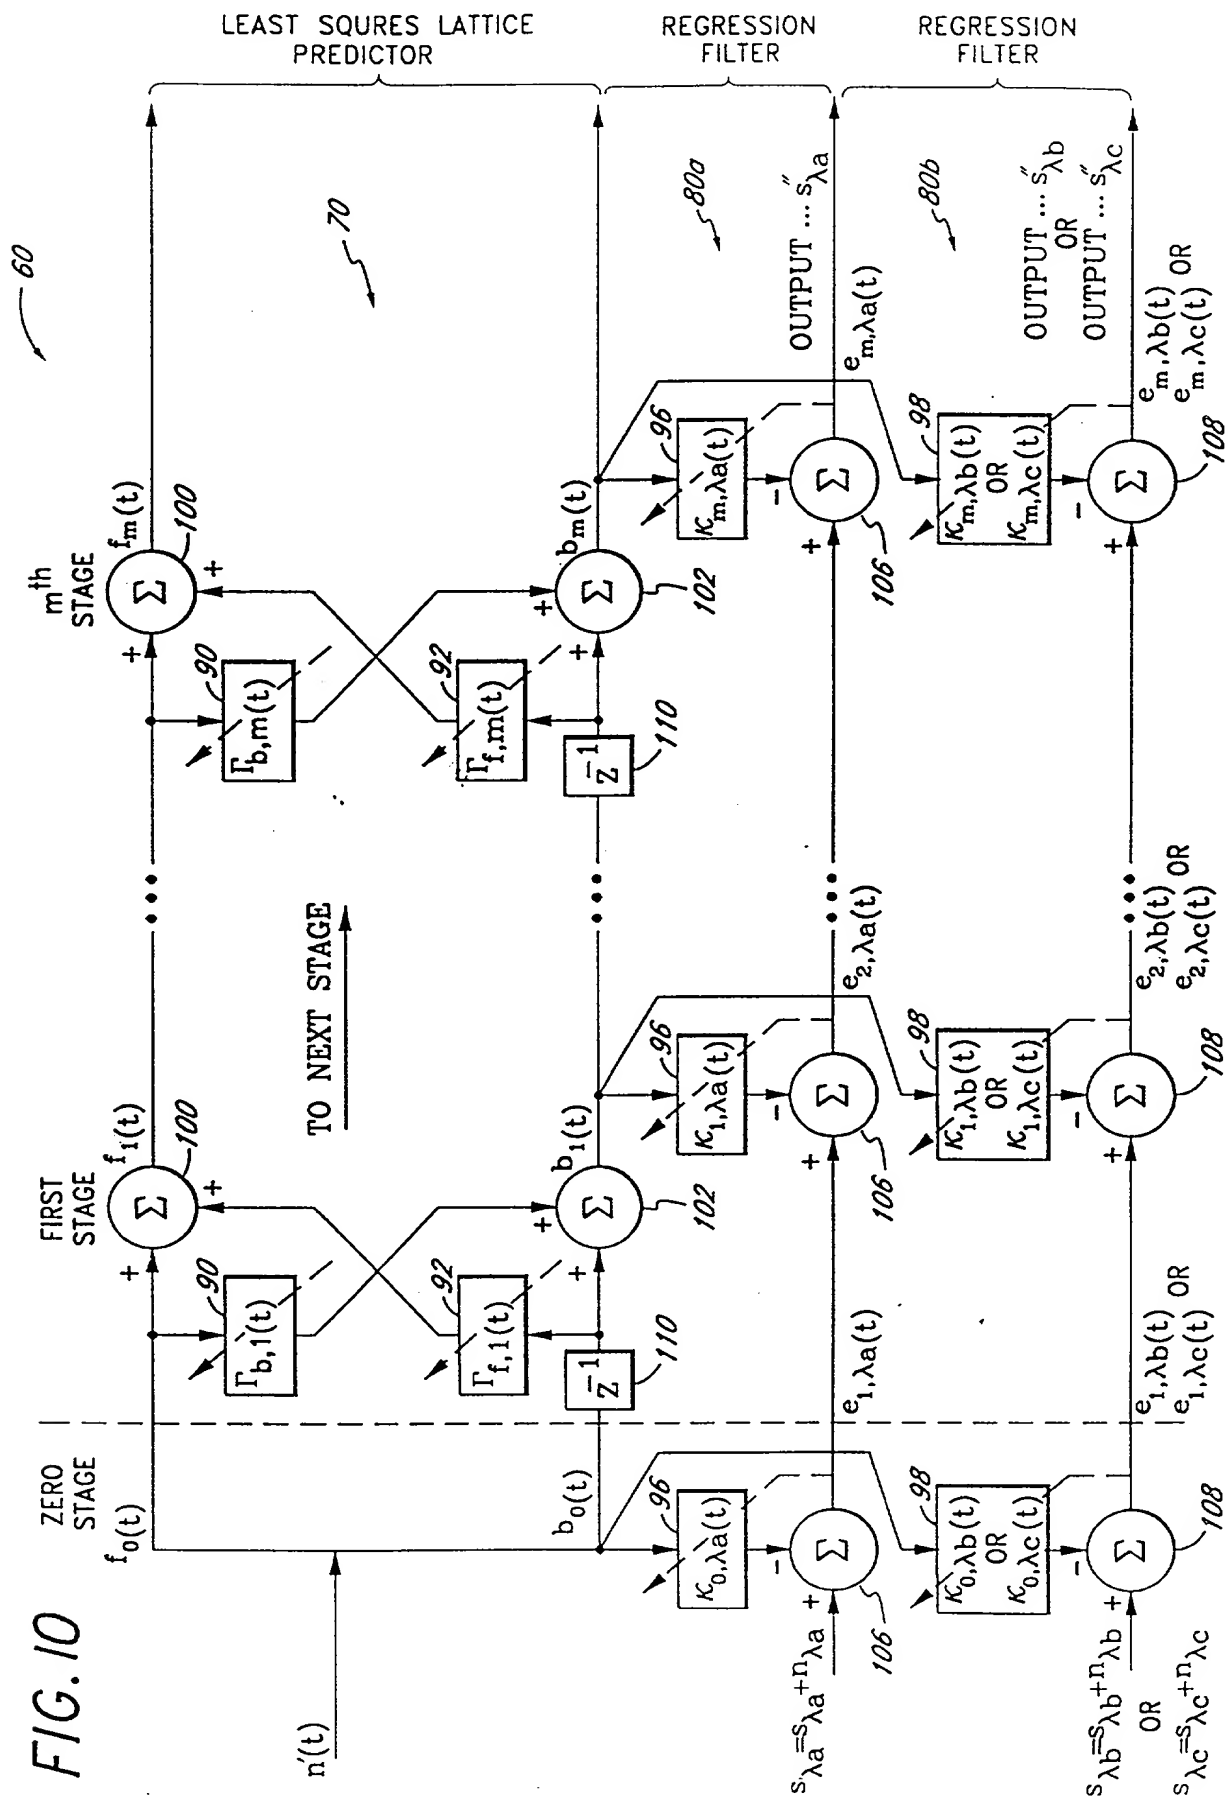 FIG. 10
60
LEAST SQURES LATTICE
PREDICTOR
REGRESSION
FILTER
REGRESSION
FILTER
70
80a
80b
ZERO
STAGE
FIRST
STAGE
mth
STAGE
n'(t)
f0(t)
f1(t)
fm(t)
100
100
90
Γb,1(t)
90
Γb,m(t)
TO NEXT STAGE
92
Γf,1(t)
92
Γf,m(t)
b0(t)
z-1
110
b1(t)
102
z-1
110
bm(t)
102
96
κ0,λa(t)
96
κ1,λa(t)
96
κm,λa(t)
sλa=sλa+nλa
106
e1,λa(t)
106
e2,λa(t)
106
em,λa(t)
OUTPUT ... s"λa
98
κ0,λb(t)
OR
κ0,λc(t)
98
κ1,λb(t)
OR
κ1,λc(t)
98
κm,λb(t)
OR
κm,λc(t)
sλb=sλb+nλb
OR
sλc=sλc+nλc
108
e1,λb(t) OR
e1,λc(t)
108
e2,λb(t) OR
e2,λc(t)
108
em,λb(t) OR
em,λc(t)
OUTPUT ... s"λb
OR
OUTPUT ... s"λc